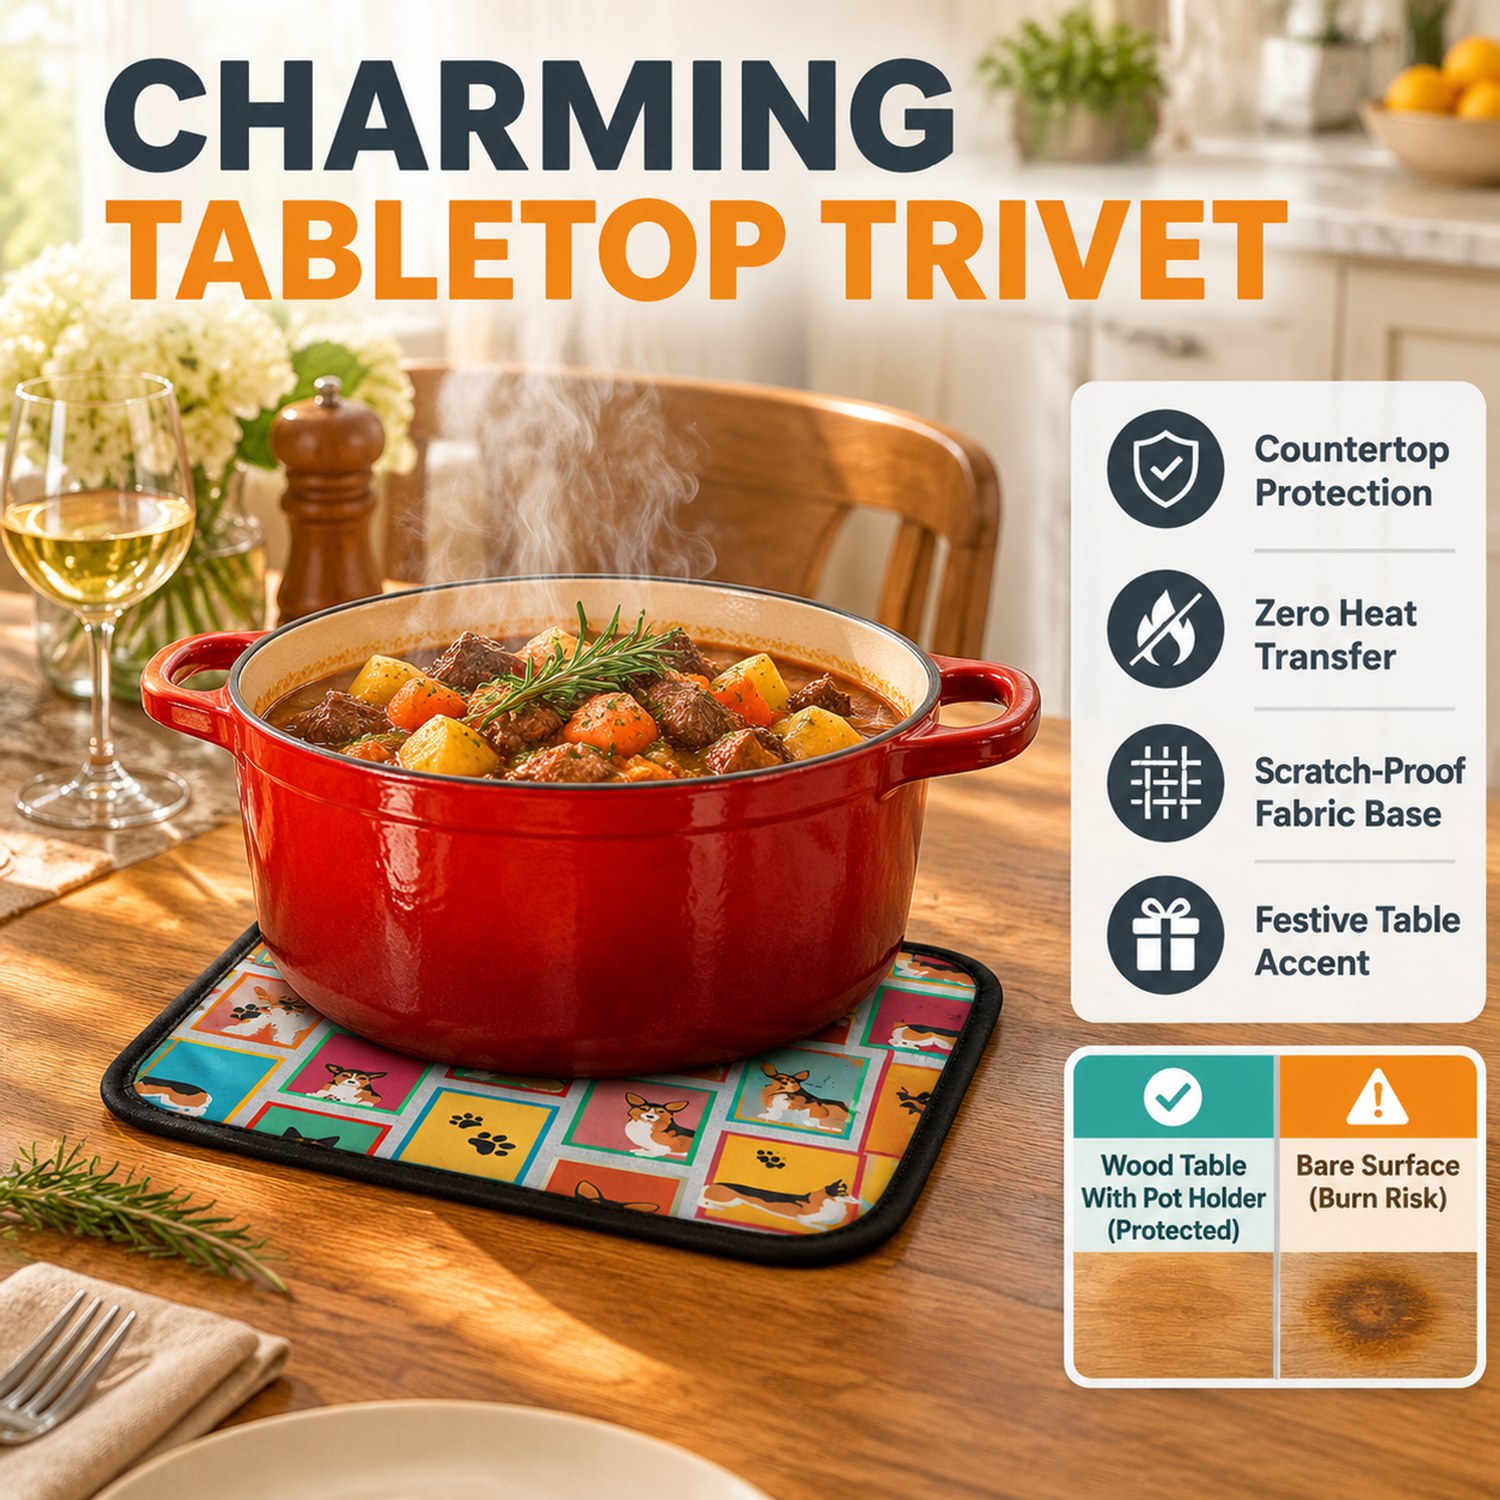 CHARMING
TABLETOP TRIVET
Countertop
Protection
Zero Heat
Transfer
Scratch-Proof
Fabric Base
Festive Table
Accent
Wood Table
With Pot Holder
(Protected)
Bare Surface
(Burn Risk)